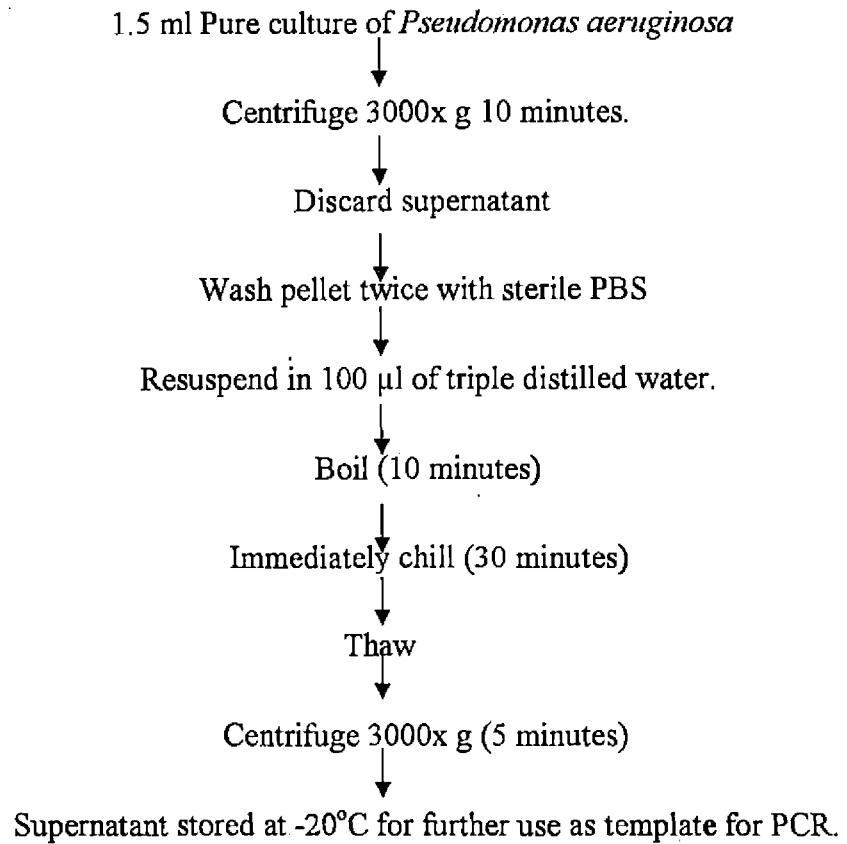 1.5 ml Pure culture of Pseudomonas aeruginosa
Centrifuge 3000x g 10 minutes.
Discard supernatant
Wash pellet twice with sterile PBS
Resuspend in 100 µl of triple distilled water.
Boil (10 minutes)
Immediately chill (30 minutes)
Thaw
Centrifuge 3000x g (5 minutes)
Supernatant stored at -20°C for further use as template for PCR.